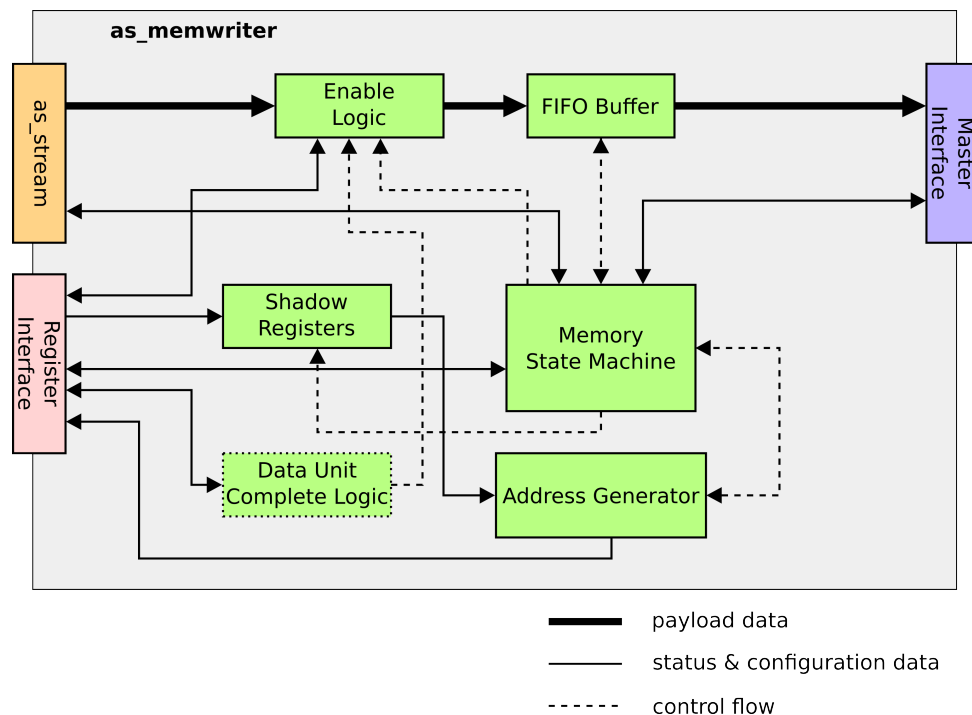 as_memwriter
as_stream
Enable
Logic
FIFO Buffer
Master
Interface
Register
Interface
Shadow
Registers
Memory
State Machine
Data Unit
Complete Logic
Address Generator
payload data
status & configuration data
control flow